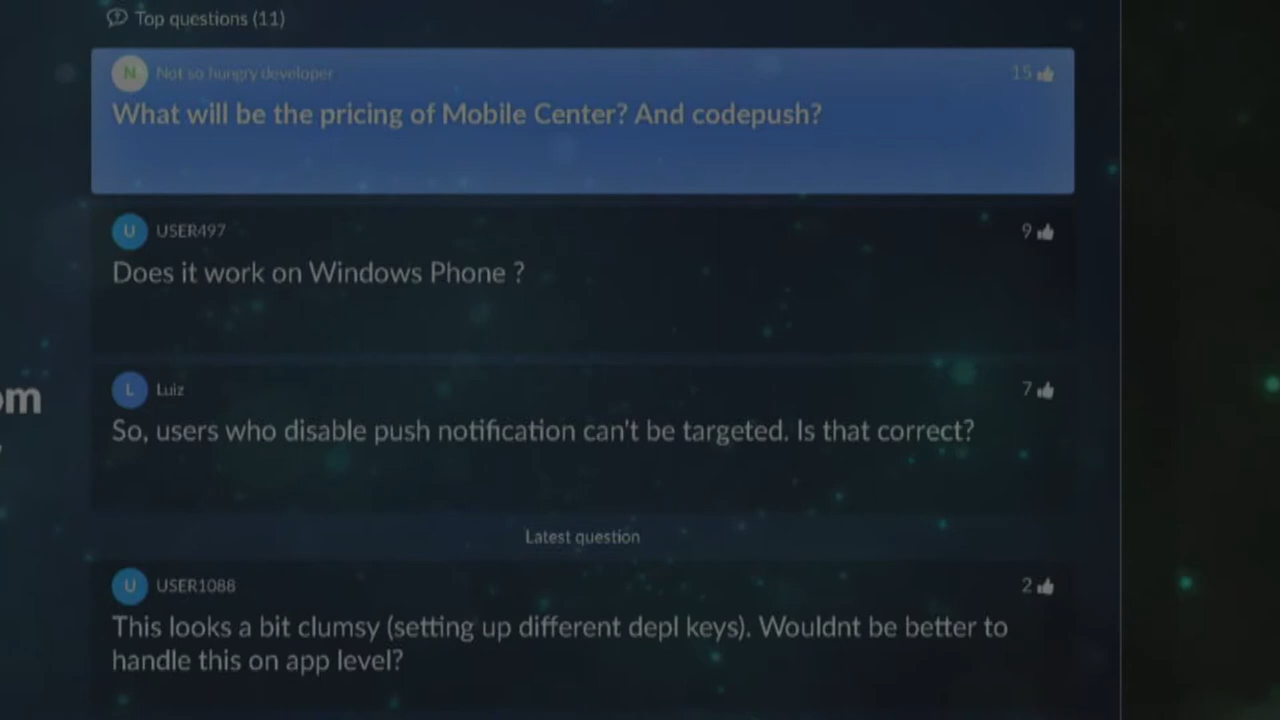 Top questions (11)
N Not so hungry developer 15
What will be the pricing of Mobile Center? And codepush?
U USER497 9
Does it work on Windows Phone ?
L Luiz 7
om
So, users who disable push notification can't be targeted. Is that correct?
Latest question
U USER1088 2
This looks a bit clumsy (setting up different depl keys). Wouldnt be better to
handle this on app level?